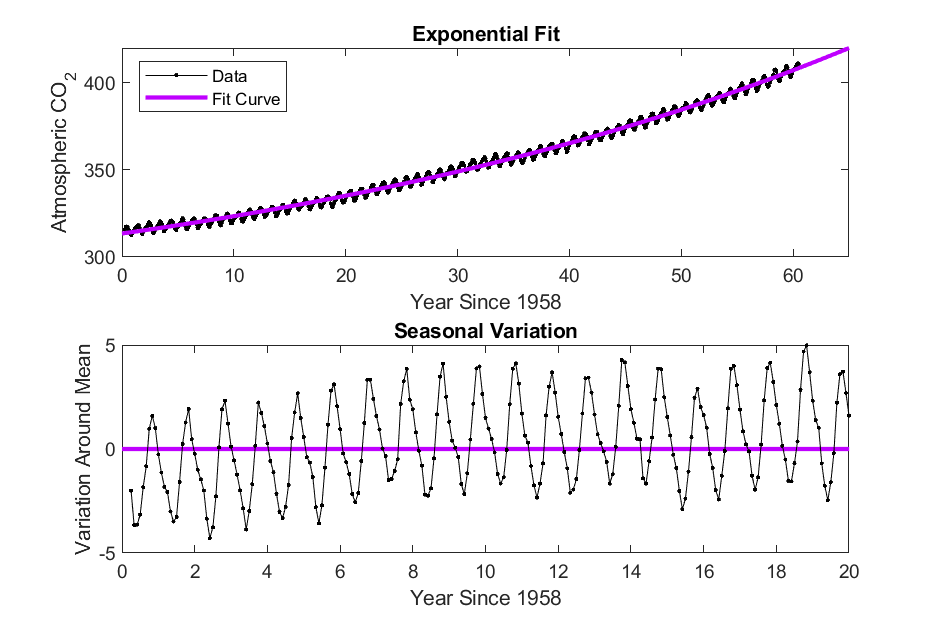 Exponential Fit
Atmospheric CO2
400
350
300
Data
Fit Curve
0 10 20 30 40 50 60
Year Since 1958
Seasonal Variation
Variation Around Mean
5
0
-5
0 2 4 6 8 10 12 14 16 18 20
Year Since 1958